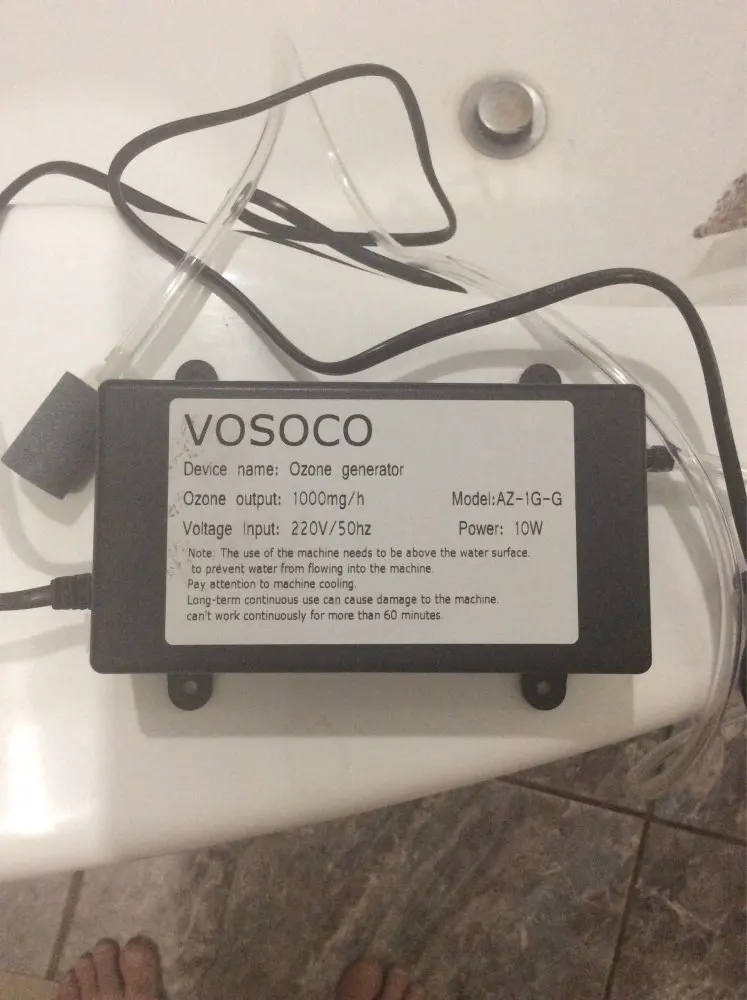 VOSOCO
Device name: Ozone generator
Ozone output: 1000mg/h Model:AZ-1G-G
Voltage Input: 220V/50hz Power: 10W
Note: The use of the machine needs to be above the water surface.
to prevent water from flowing into the machine.
Pay attention to machine cooling.
Long-term continuous use can cause damage to the machine.
can't work continuously for more than 60 minutes.